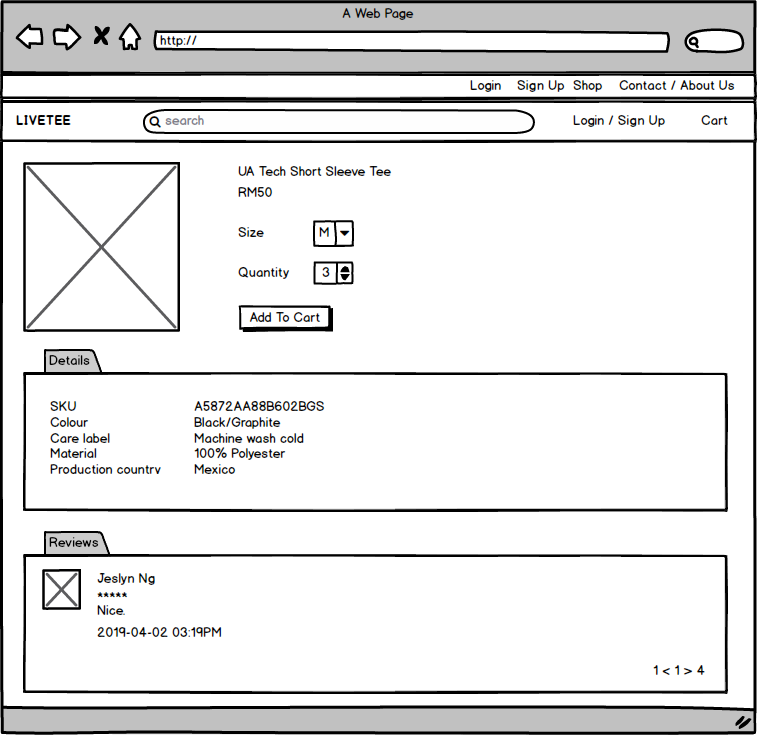 A Web Page
http://
Login Sign Up Shop Contact / About Us
LIVETEE search Login / Sign Up Cart
UA Tech Short Sleeve Tee
RM50
Size M
Quantity 3
Add To Cart
Details
SKU A5872AA88B602BGS
Colour Black/Graphite
Care label Machine wash cold
Material 100% Polyester
Production country Mexico
Reviews
Jeslyn Ng
*****
Nice.
2019-04-02 03:19PM
1 < 1 > 4